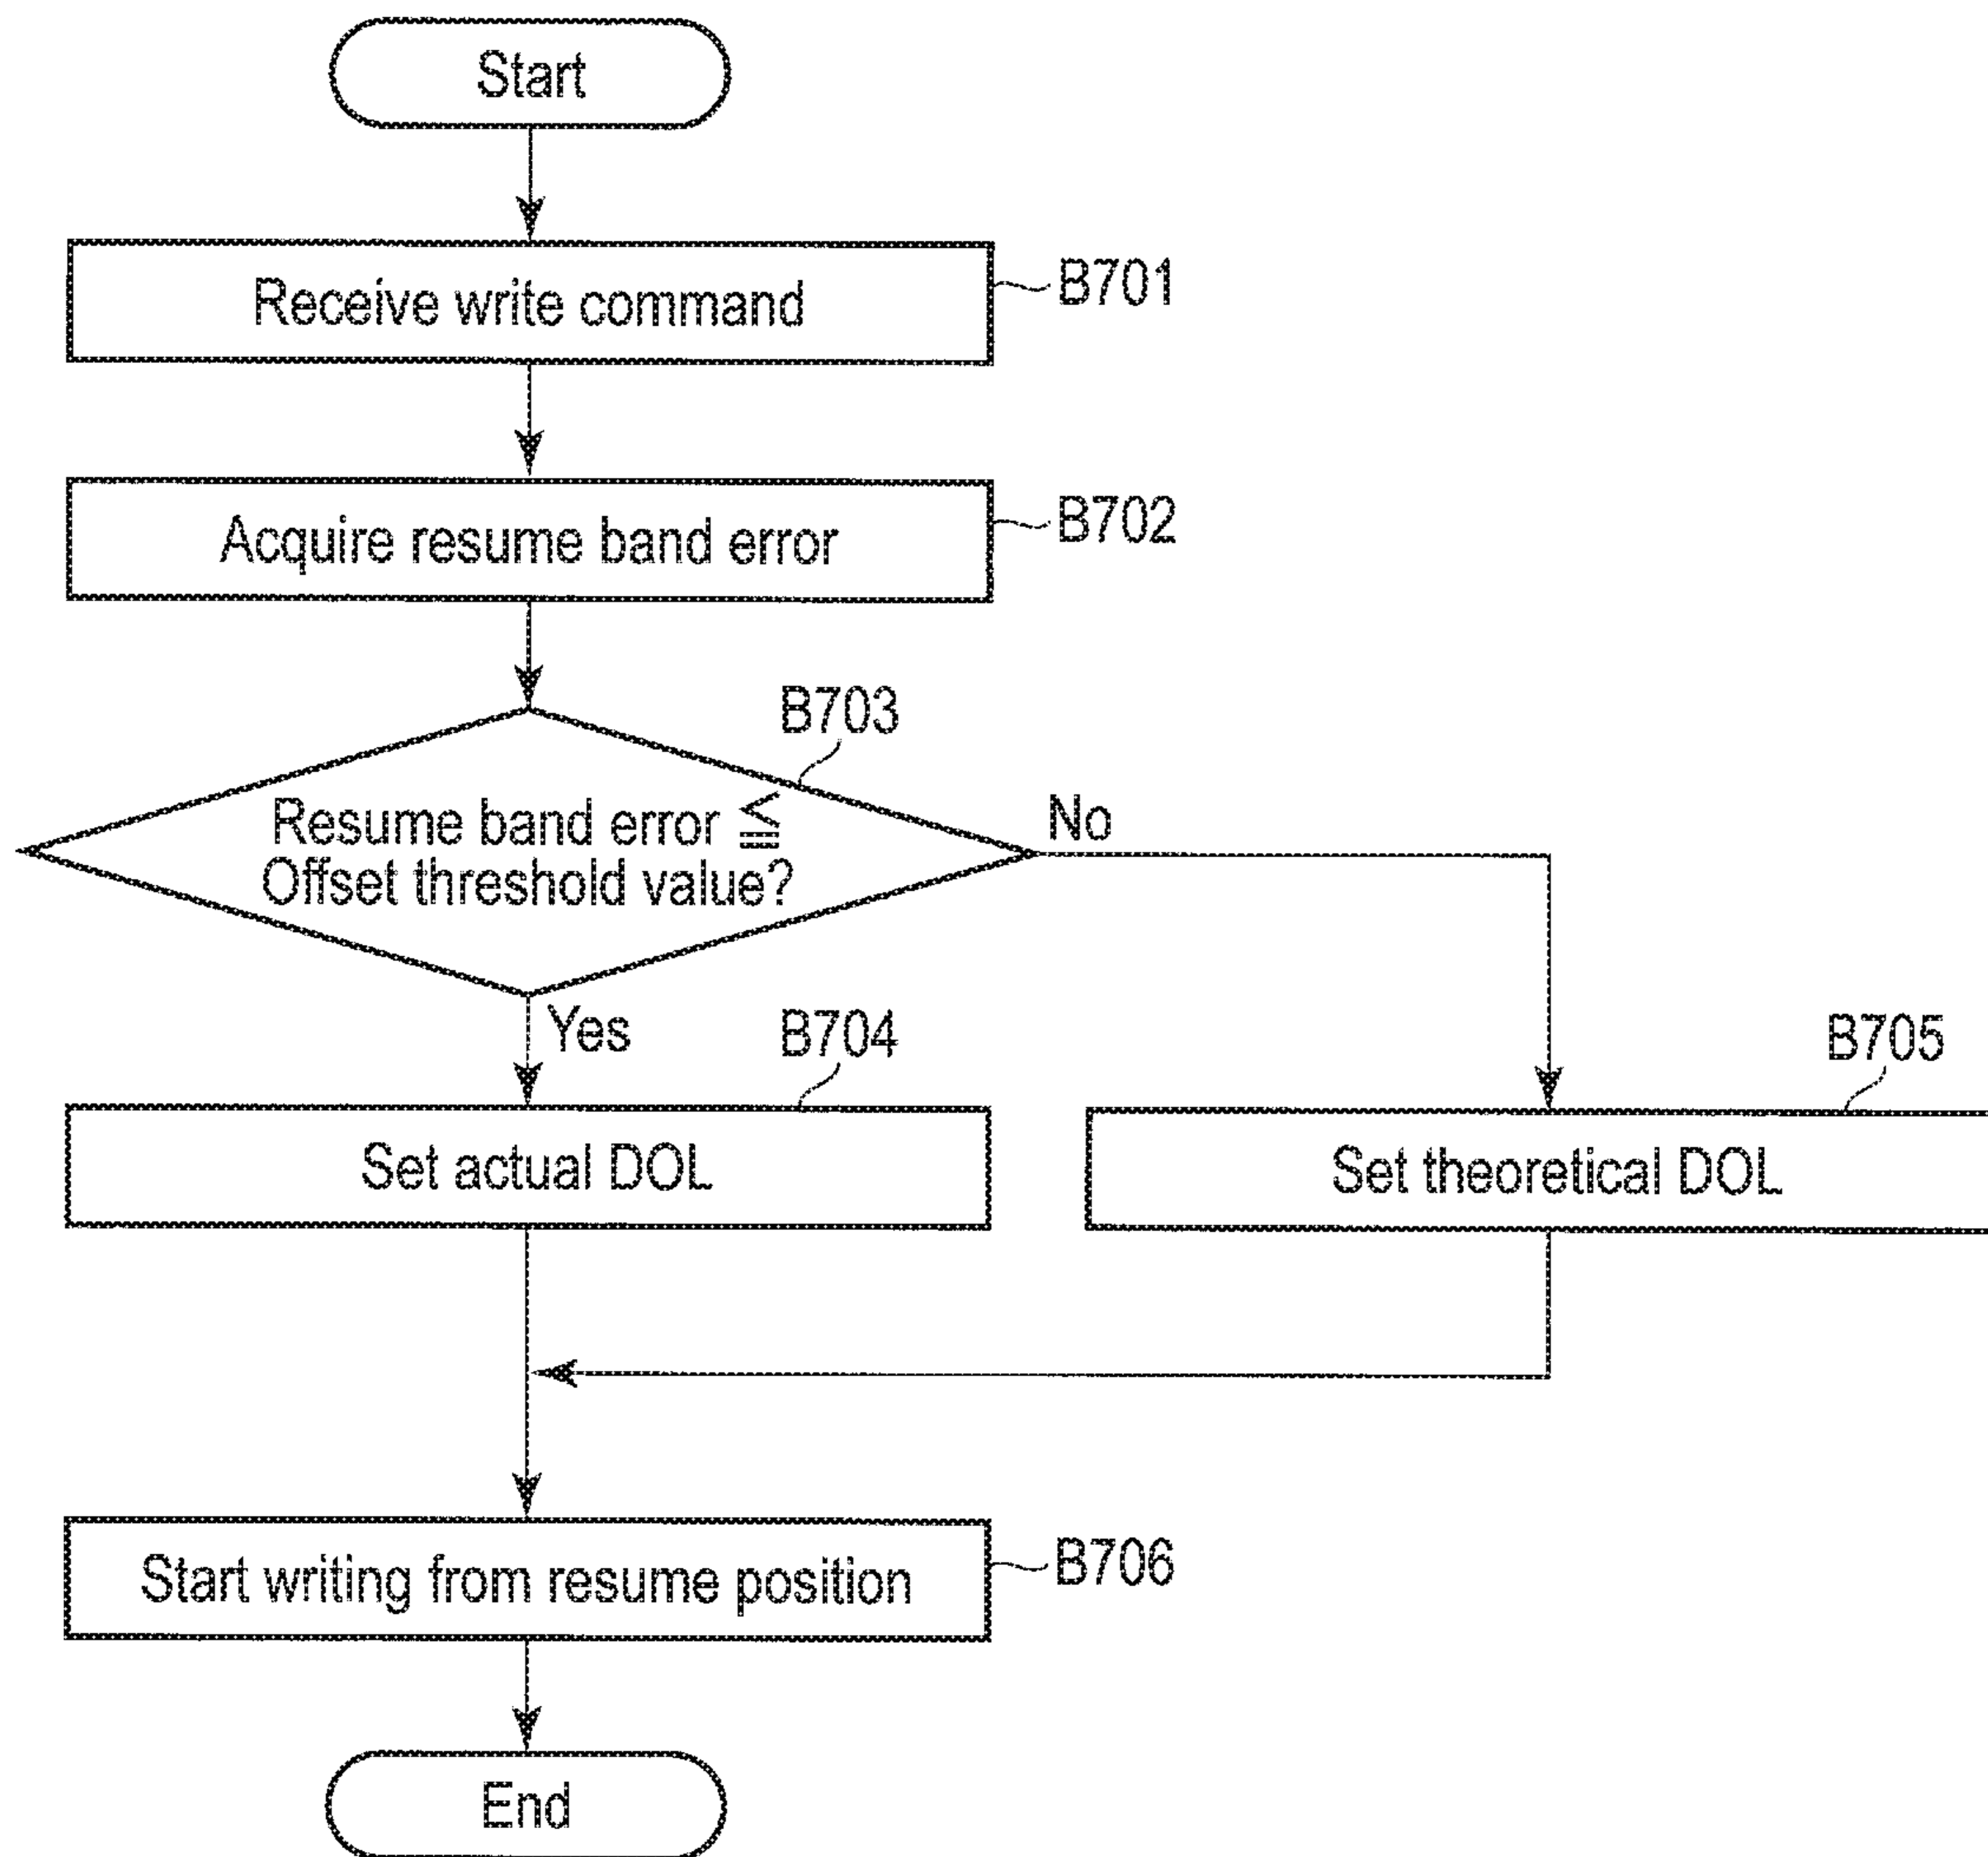 Start
Receive write command
B701
Acquire resume band error
B702
B703
Resume band error ≦
Offset threshold value?
No
Yes
B704
B705
Set actual DOL
Set theoretical DOL
Start writing from resume position
B706
End